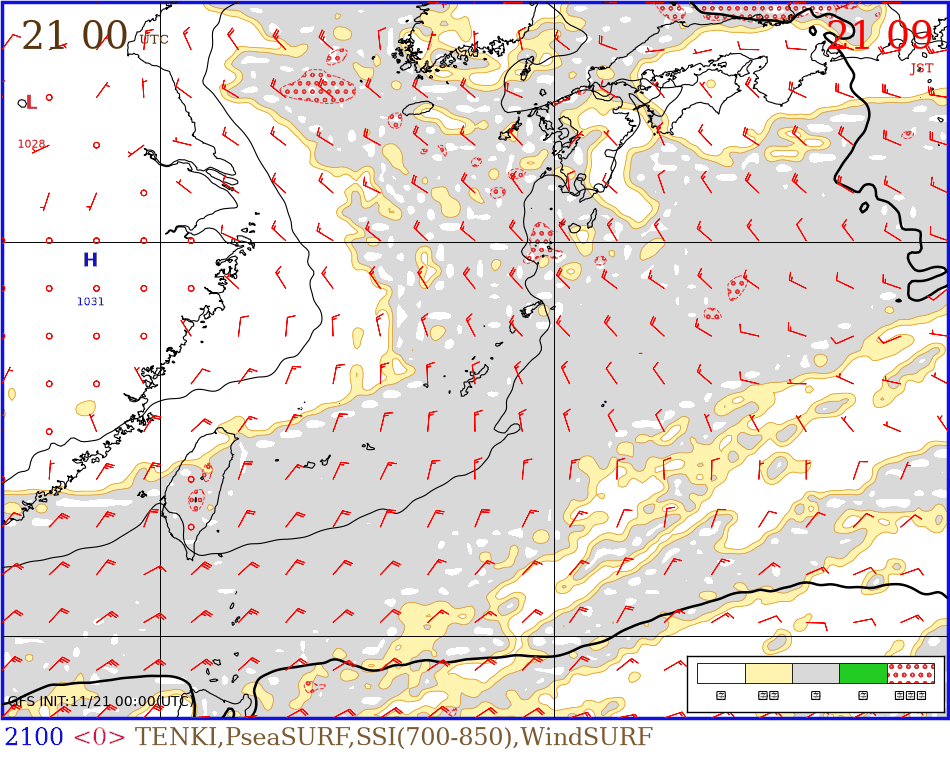 21 00 UTC
21 09 JST
L
1028
H
1031
GFS INIT:11/21 00:00(UTC)
2100 <0> TENKI,PseaSURF,SSI(700-850),WindSURF